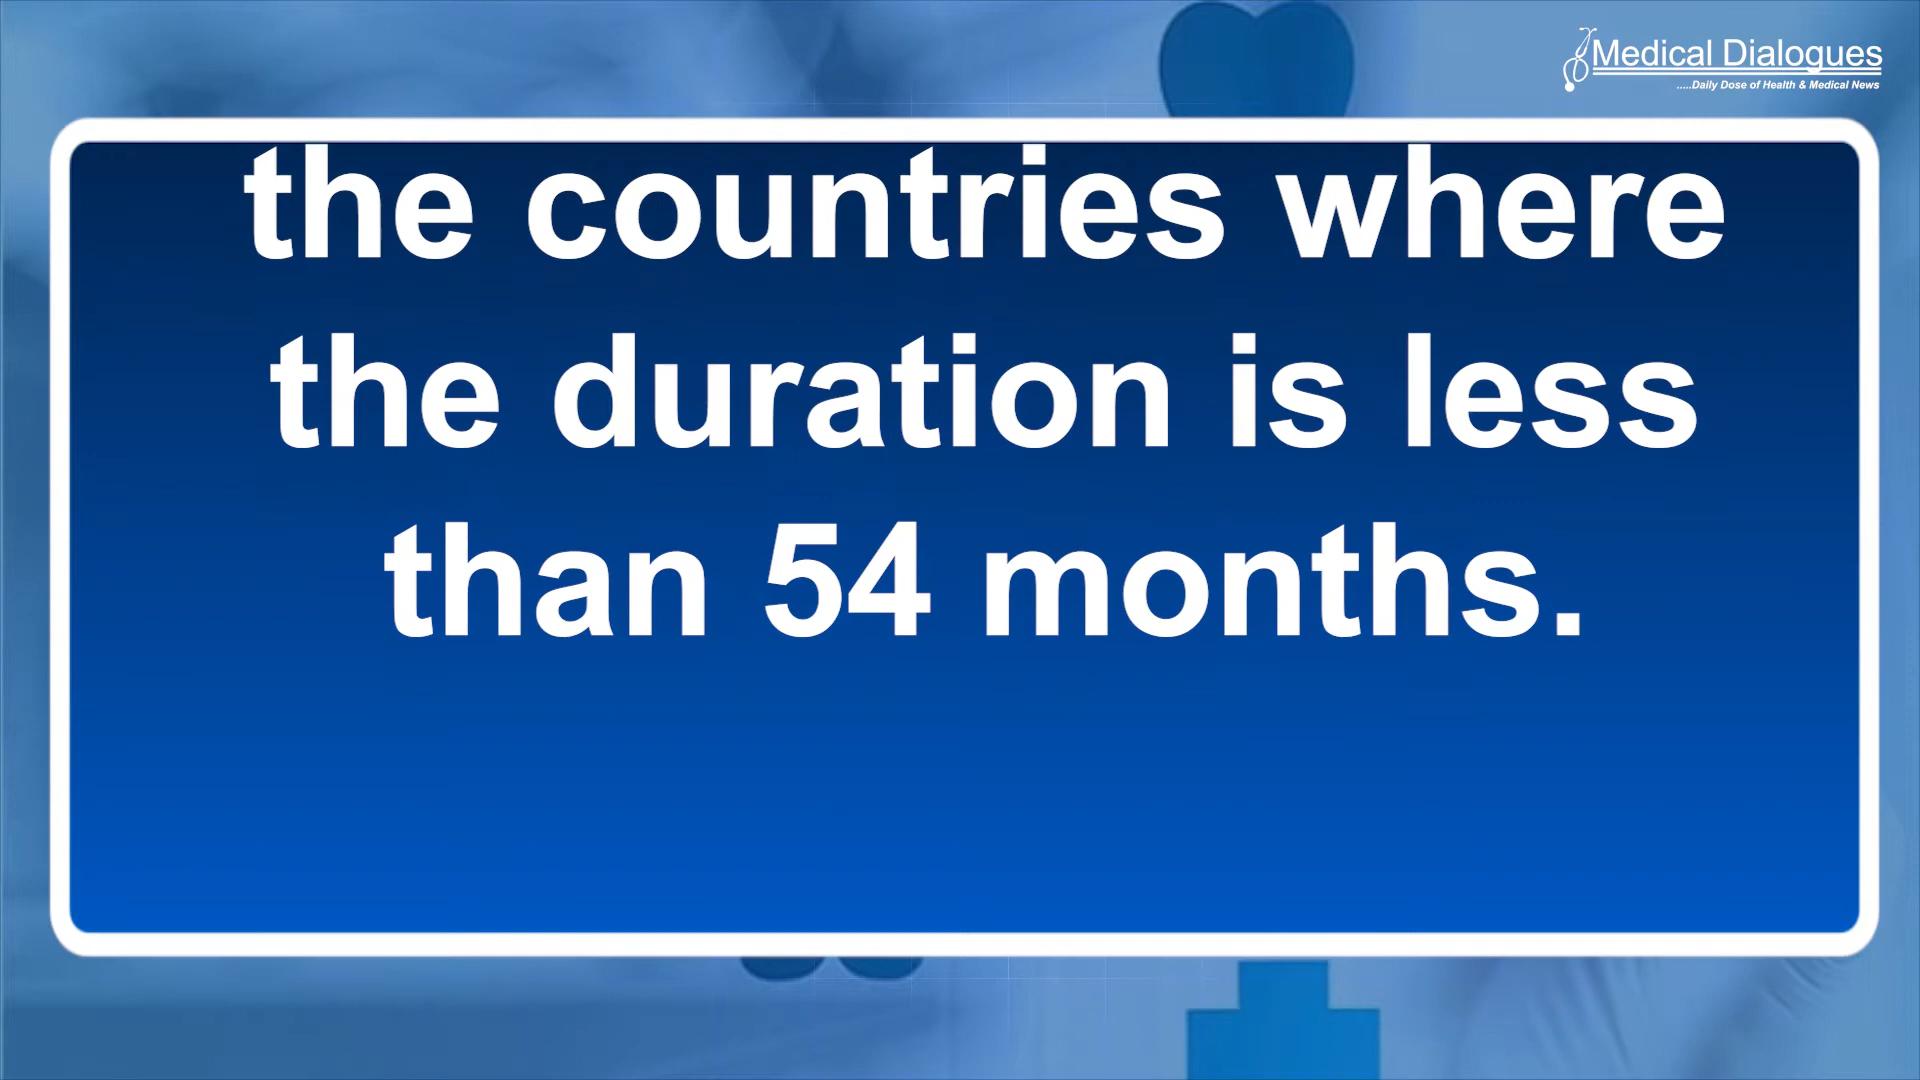 Medical Dialogues
.....Daily Dose of Health & Medical News
the countries where
the duration is less
than 54 months.